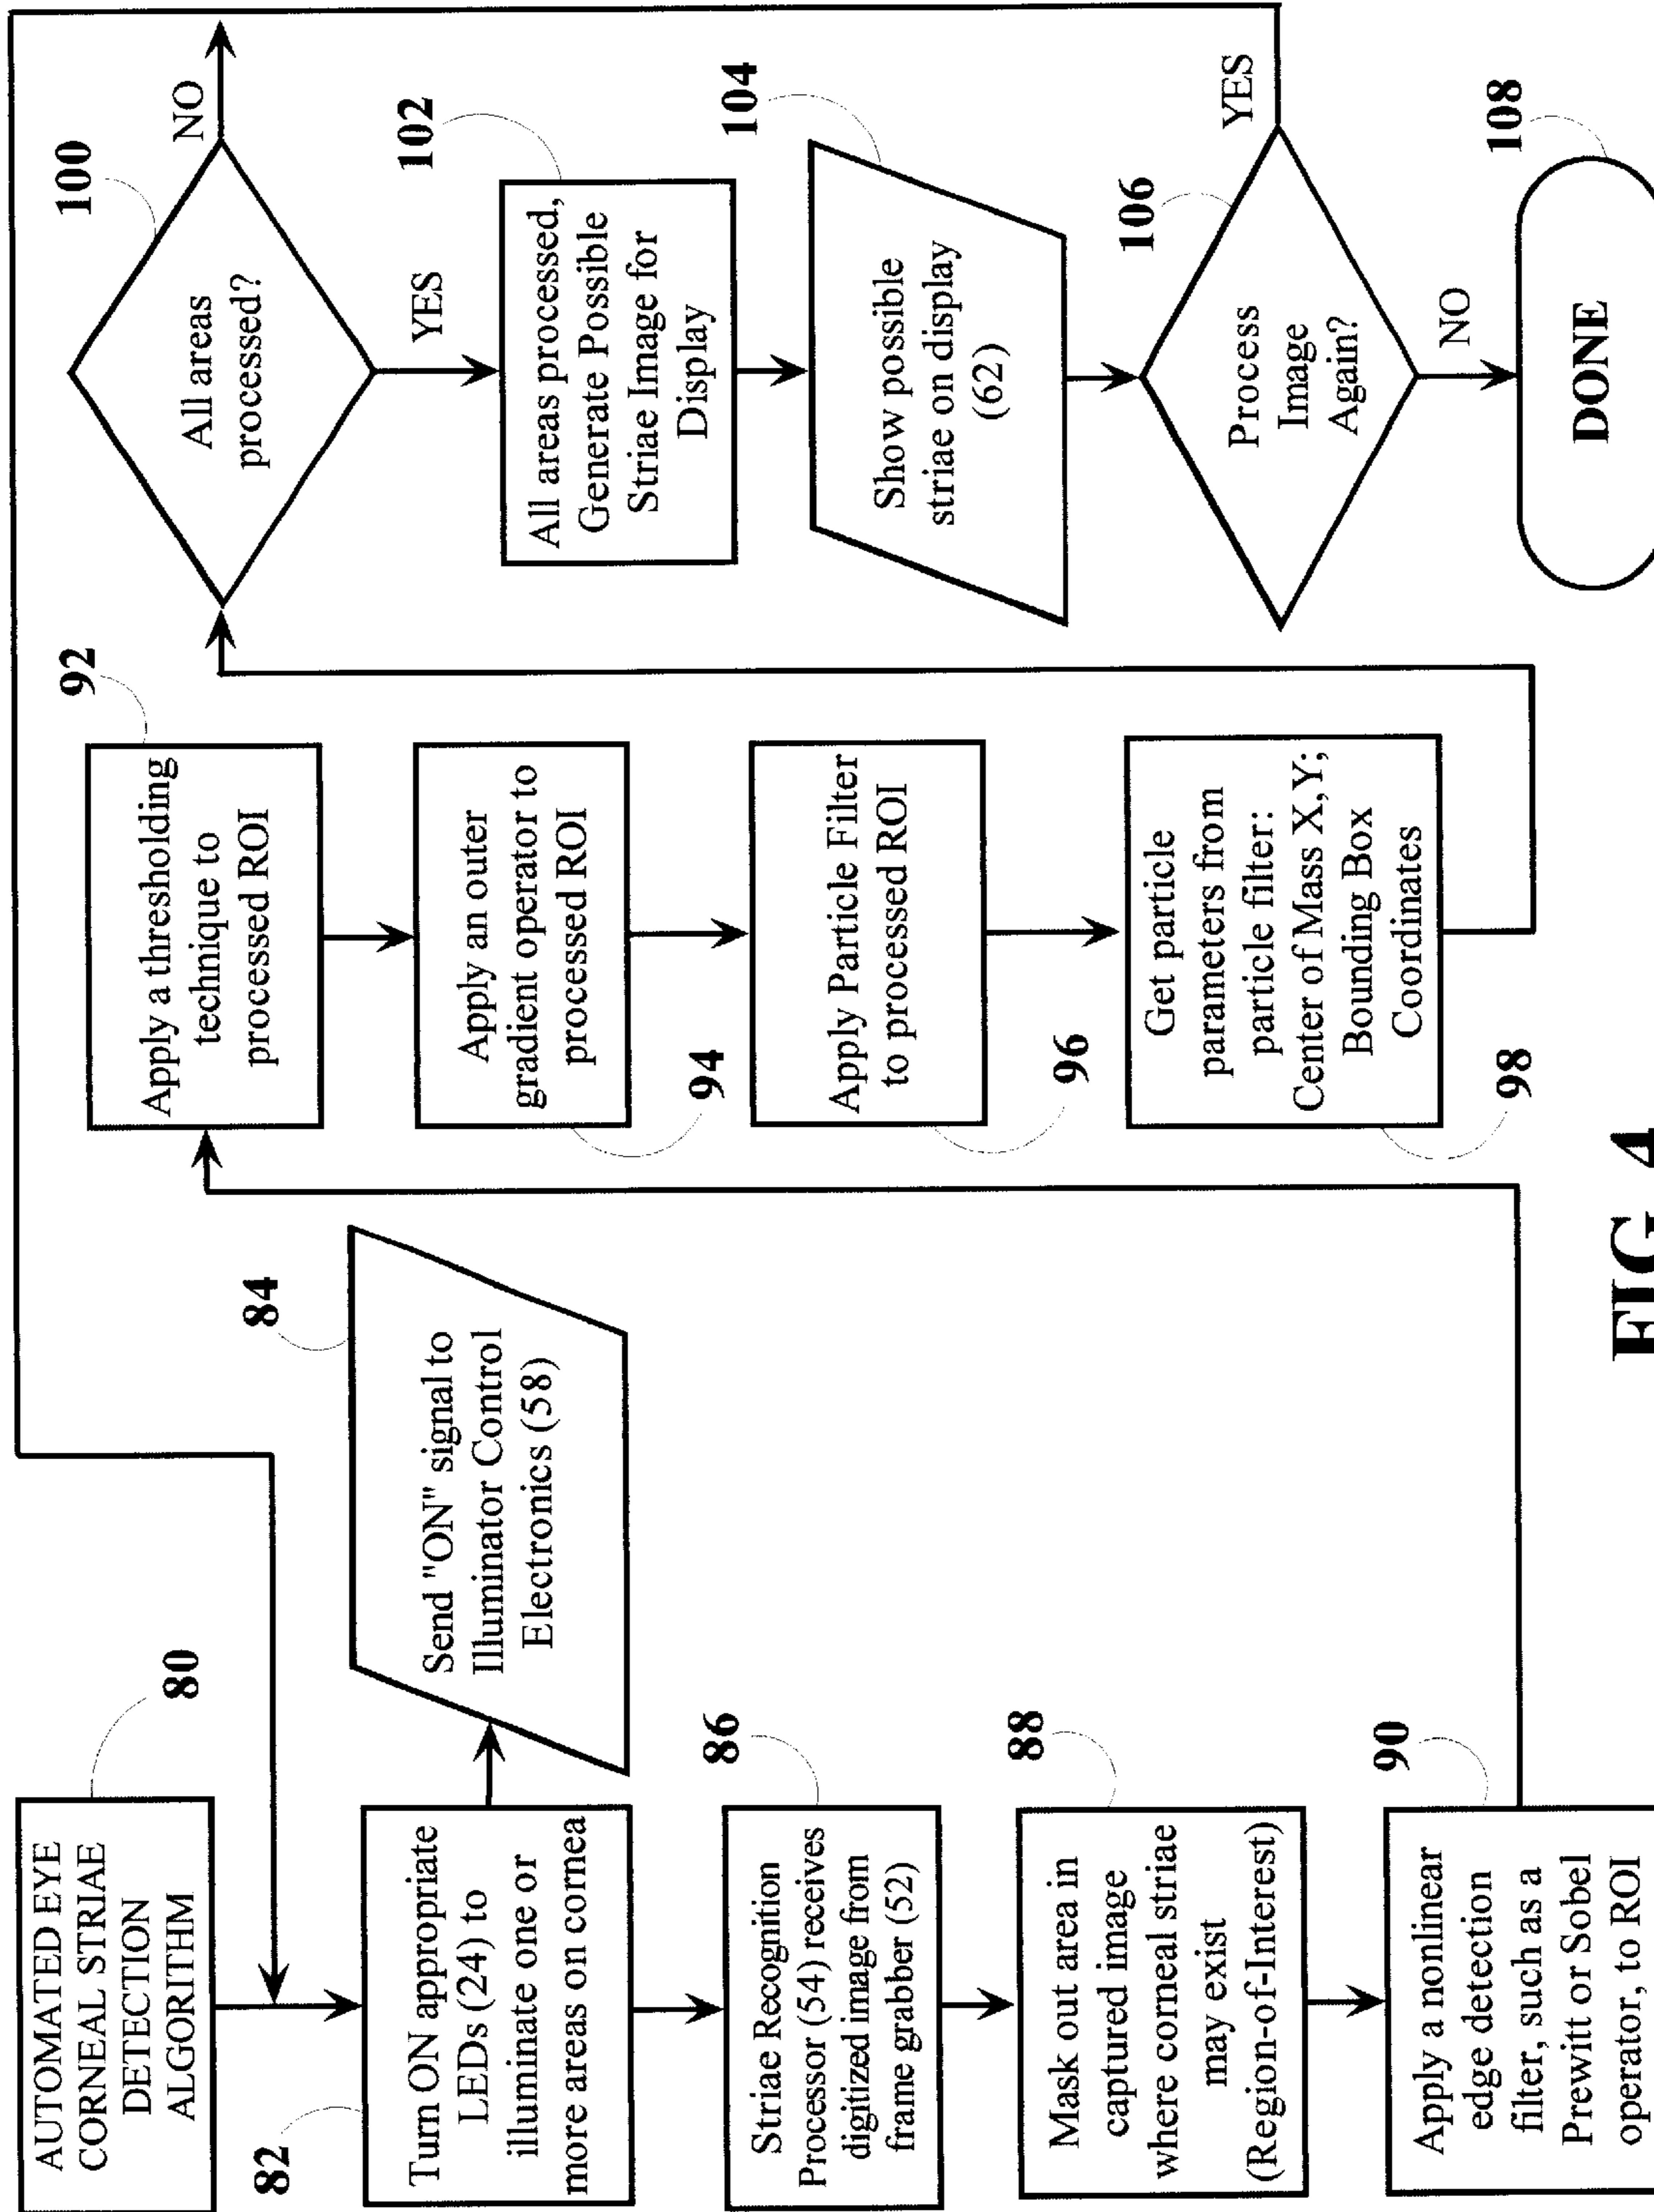 AUTOMATED EYE
CORNEAL STRIAE
DETECTION
ALGORITHM
80
82
Turn ON appropriate
LEDs (24) to
illuminate one or
more areas on cornea
84
Send "ON" signal to
Illuminator Control
Electronics (58)
86
Striae Recognition
Processor (54) receives
digitized image from
frame grabber (52)
88
Mask out area in
captured image
where corneal striae
may exist
(Region-of-Interest)
90
Apply a nonlinear
edge detection
filter, such as a
Prewitt or Sobel
operator, to ROI
92
Apply a thresholding
technique to
processed ROI
Apply an outer
gradient operator to
processed ROI
94
Apply Particle Filter
to processed ROI
96
Get particle
parameters from
particle filter:
Center of Mass X,Y;
Bounding Box
Coordinates
98
100
All areas
processed?
NO
YES
102
All areas processed,
Generate Possible
Striae Image for
Display
104
Show possible
striae on display
(62)
106
Process
Image
Again?
YES
NO
108
DONE
FIG 4